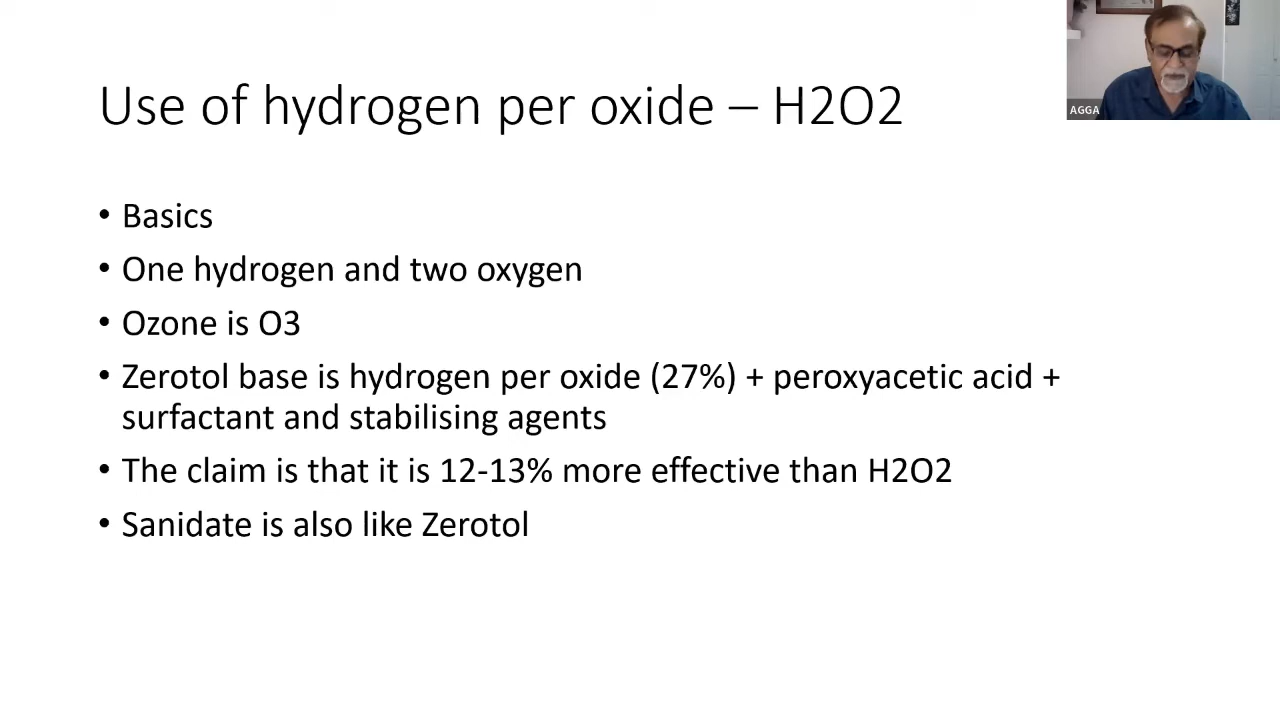 Use of hydrogen per oxide – H2O2
AGGA
• Basics
• One hydrogen and two oxygen
• Ozone is O3
• Zerotol base is hydrogen per oxide (27%) + peroxyacetic acid +
surfactant and stabilising agents
• The claim is that it is 12-13% more effective than H2O2
• Sanidate is also like Zerotol